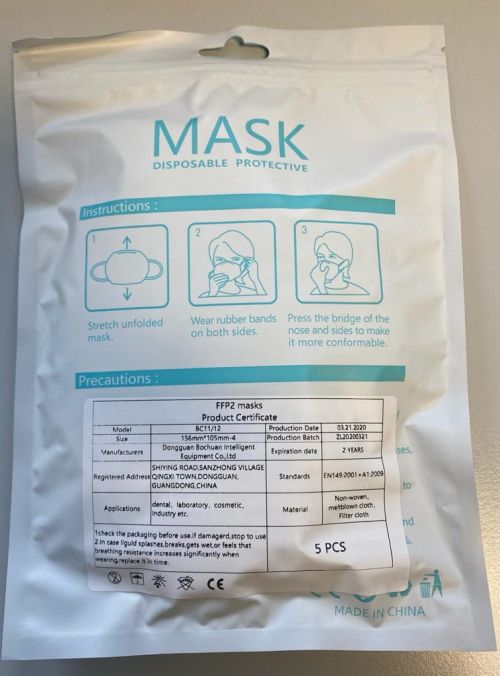 MASK
DISPOSABLE PROTECTIVE
Instructions :
1
2
3
Stretch unfolded
mask.
Wear rubber bands
on both sides.
Press the bridge of the
nose and sides to make
it more conformable.
Precautions :
FFP2 masks
Product Certificate
Model BC11/12 Production Date 03.21.2020
Size 156mm*105mm-4 Production Batch ZL20200321
Manufacturers Dongguan Bochuan Intelligent Equipment Co.,Ltd Expiration date 2 YEARS
Registered Address SHIYING ROAD,SANZHONG VILLAGE QINGXI TOWN,DONGGUAN, GUANGDONG,CHINA Standards EN149:2001+A1:2009
Applications dental, laboratory, cosmetic, Industry etc. Material Non-woven, meltblown cloth, Filter cloth
1check the packaging before use.if damagerd,stop to use
2.In case liguid splashes,breaks,gets wet,or feels that
breathing resistance increases significantly when
wearing,replace it in time.
5 PCS
CE
ses,
to
nd
MADE IN CHINA